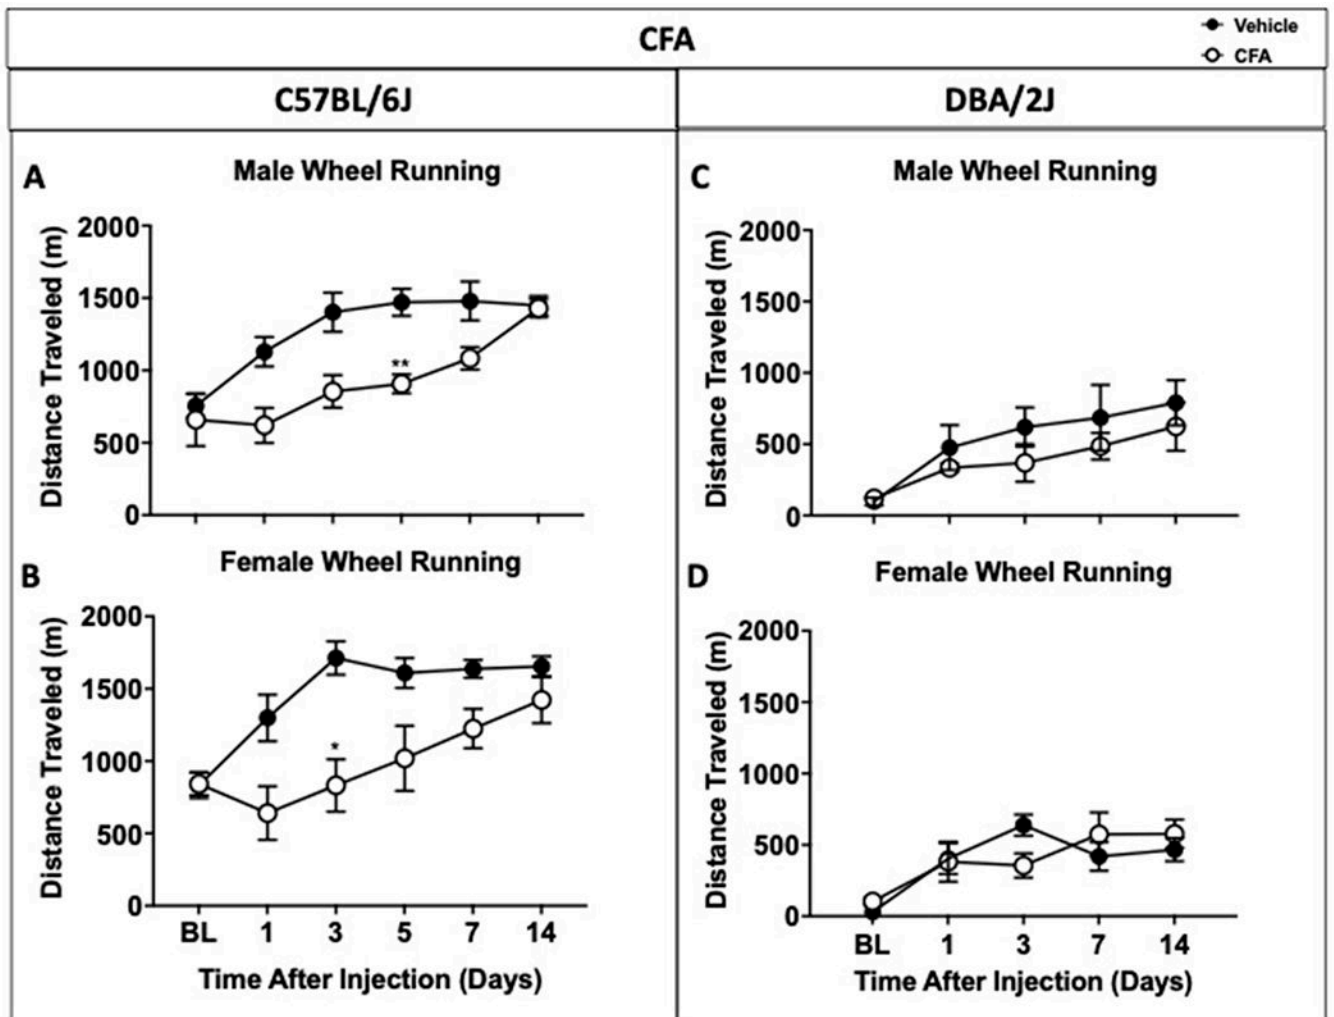 CFA
Vehicle
CFA
C57BL/6J
DBA/2J
A
Male Wheel Running
Distance Traveled (m)
2000
1500
1000
500
0
**
B
Female Wheel Running
Distance Traveled (m)
2000
1500
1000
500
0
*
BL 1 3 5 7 14
Time After Injection (Days)
C
Male Wheel Running
Distance Traveled (m)
2000
1500
1000
500
0
D
Female Wheel Running
Distance Traveled (m)
2000
1500
1000
500
0
BL 1 3 7 14
Time After Injection (Days)